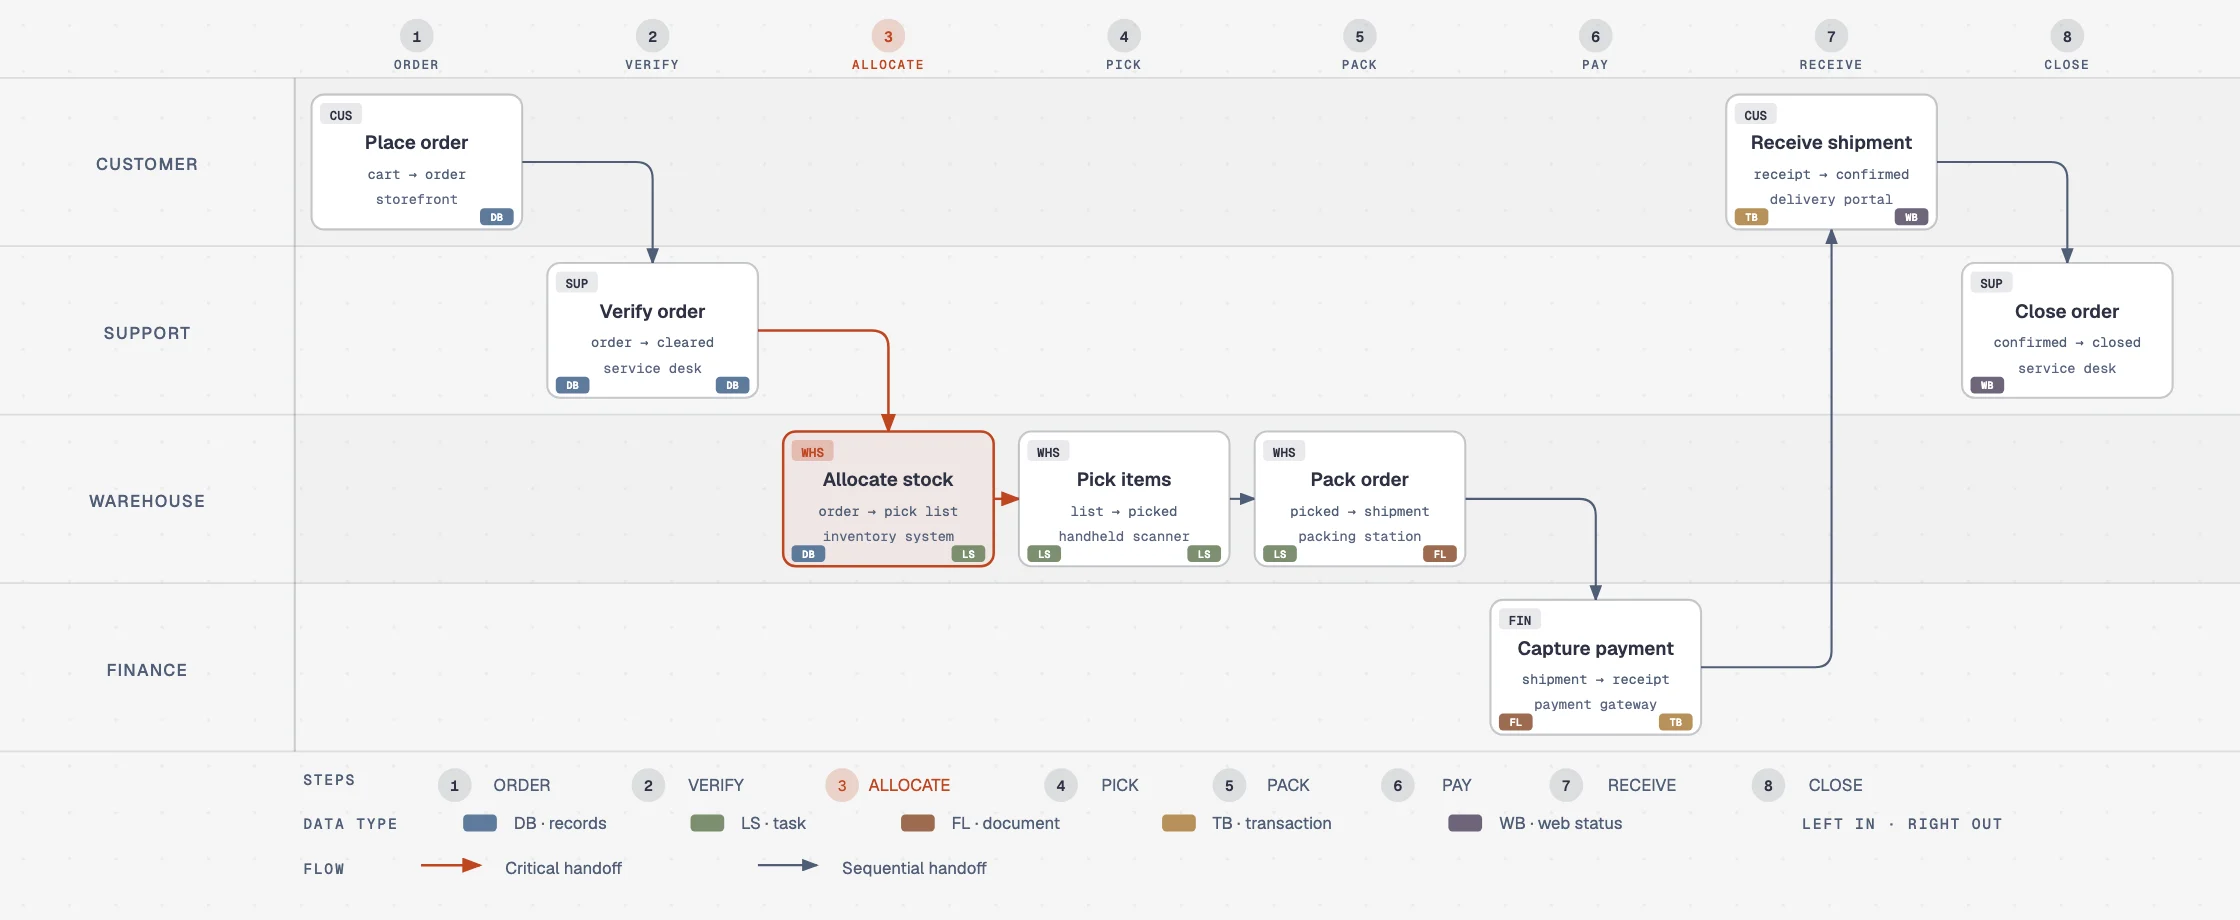 1 2 3 4 5 6 7 8
ORDER VERIFY ALLOCATE PICK PACK PAY RECEIVE CLOSE
CUSTOMER
CUS
Place order
cart → order
storefront
DB
CUS
Receive shipment
receipt → confirmed
delivery portal
TB WB
SUPPORT
SUP
Verify order
order → cleared
service desk
DB DB
SUP
Close order
confirmed → closed
service desk
WB
WAREHOUSE
WHS
Allocate stock
order → pick list
inventory system
DB LS
WHS
Pick items
list → picked
handheld scanner
LS LS
WHS
Pack order
picked → shipment
packing station
LS FL
FINANCE
FIN
Capture payment
shipment → receipt
payment gateway
FL TB
STEPS 1 ORDER 2 VERIFY 3 ALLOCATE 4 PICK 5 PACK 6 PAY 7 RECEIVE 8 CLOSE
DATA TYPE DB · records LS · task FL · document TB · transaction WB · web status LEFT IN · RIGHT OUT
FLOW Critical handoff Sequential handoff